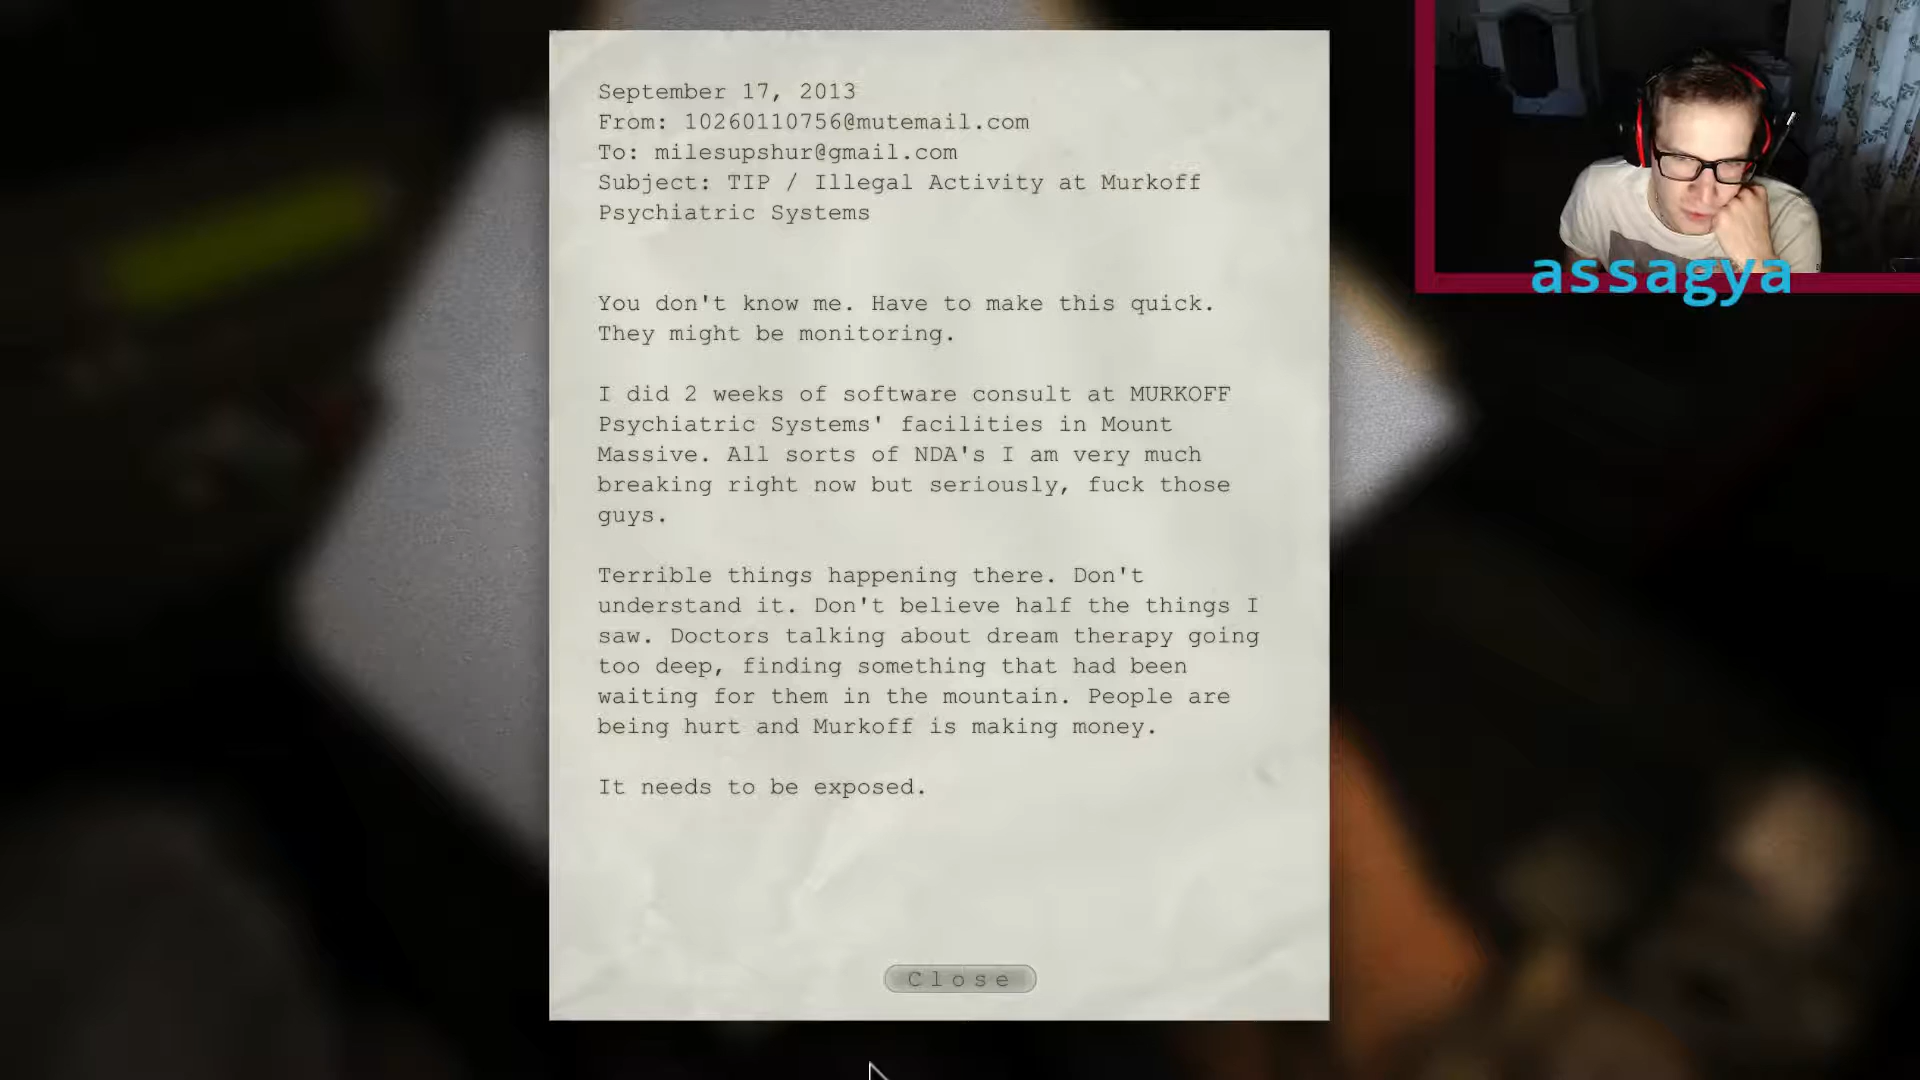 September 17, 2013
From: 10260110756@mutemail.com
To: milesupshur@gmail.com
Subject: TIP / Illegal Activity at Murkoff
Psychiatric Systems
You don't know me. Have to make this quick.
They might be monitoring.
I did 2 weeks of software consult at MURKOFF
Psychiatric Systems' facilities in Mount
Massive. All sorts of NDA's I am very much
breaking right now but seriously, fuck those
guys.
Terrible things happening there. Don't
understand it. Don't believe half the things I
saw. Doctors talking about dream therapy going
too deep, finding something that had been
waiting for them in the mountain. People are
being hurt and Murkoff is making money.
It needs to be exposed.
Close
assagya